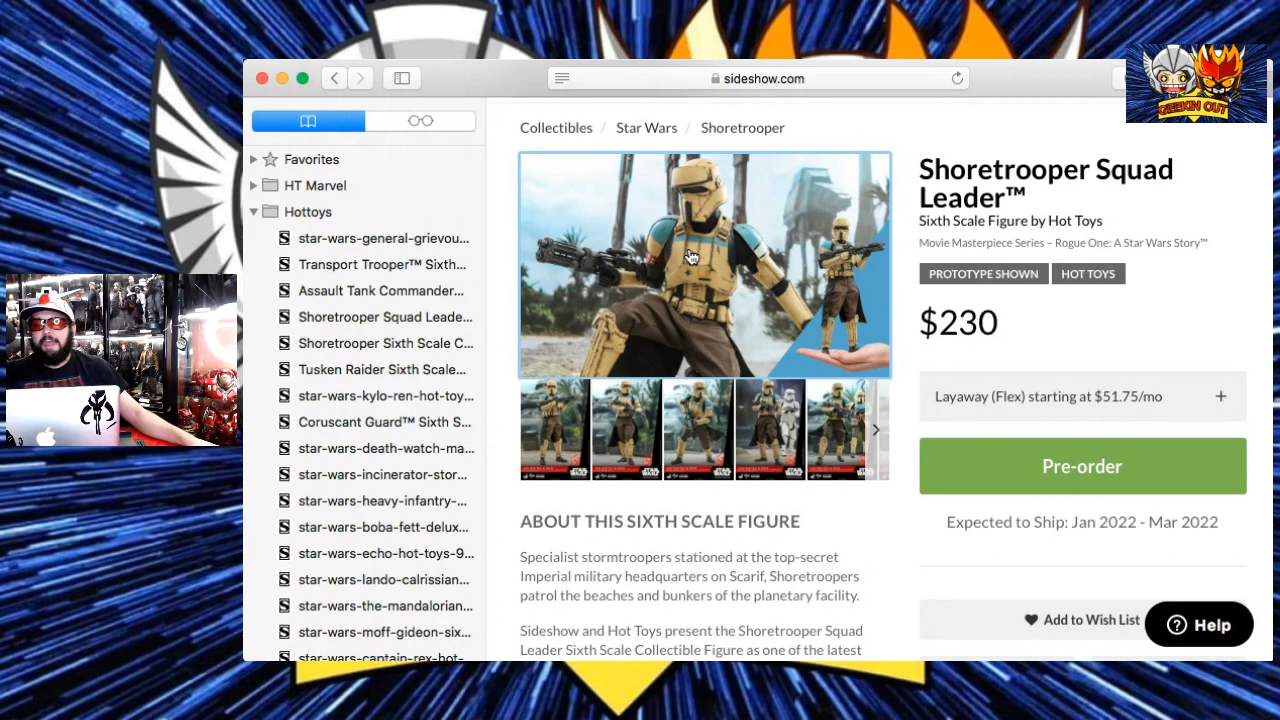 sideshow.com
GEEKIN OUT
Favorites
HT Marvel
Hottoys
star-wars-general-grievou...
Transport Trooper™ Sixth...
Assault Tank Commander...
Shoretrooper Squad Leade...
Shoretrooper Sixth Scale C...
Tusken Raider Sixth Scale...
star-wars-kylo-ren-hot-toy...
Coruscant Guard™ Sixth S...
star-wars-death-watch-ma...
star-wars-incinerator-stor...
star-wars-heavy-infantry-...
star-wars-boba-fett-delux...
star-wars-echo-hot-toys-9...
star-wars-lando-calrissian...
star-wars-the-mandalorian...
star-wars-moff-gideon-six...
star-wars-captain-rex-hot-
Collectibles / Star Wars / Shoretrooper
Shoretrooper Squad
Leader™
Sixth Scale Figure by Hot Toys
Movie Masterpiece Series – Rogue One: A Star Wars Story™
PROTOTYPE SHOWN
HOT TOYS
$230
Layaway (Flex) starting at $51.75/mo +
Pre-order
Expected to Ship: Jan 2022 - Mar 2022
Add to Wish List
Help
ABOUT THIS SIXTH SCALE FIGURE
Specialist stormtroopers stationed at the top-secret
Imperial military headquarters on Scarif, Shoretroopers
patrol the beaches and bunkers of the planetary facility.
Sideshow and Hot Toys present the Shoretrooper Squad
Leader Sixth Scale Collectible Figure as one of the latest